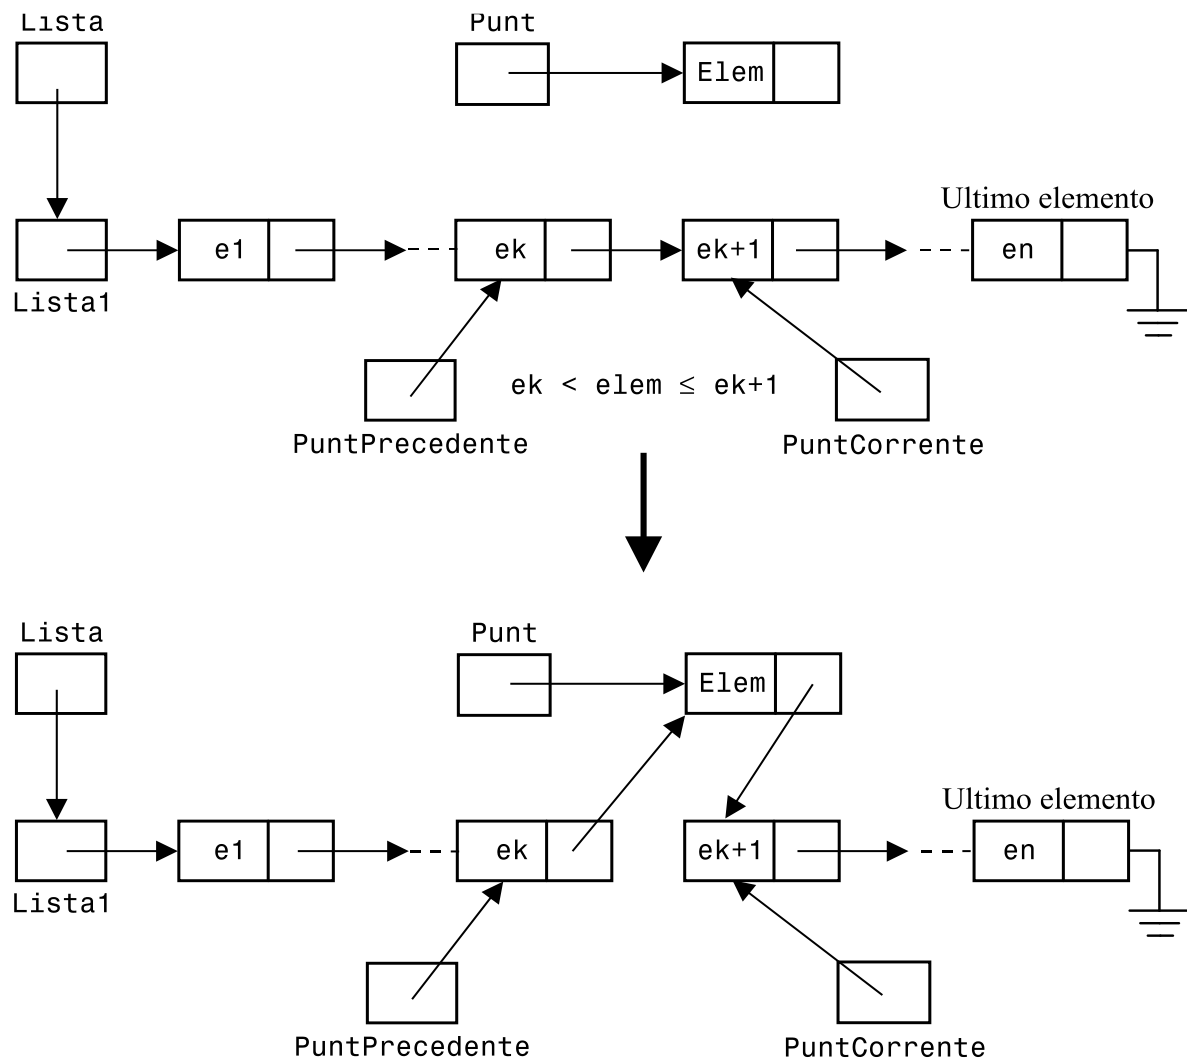 Lista Punt
Elem
Ultimo elemento
e1 ek ek+1 en
Lista1
ek < elem ≤ ek+1
PuntPrecedente PuntCorrente
Lista Punt
Elem
Ultimo elemento
e1 ek ek+1 en
Lista1
PuntPrecedente PuntCorrente